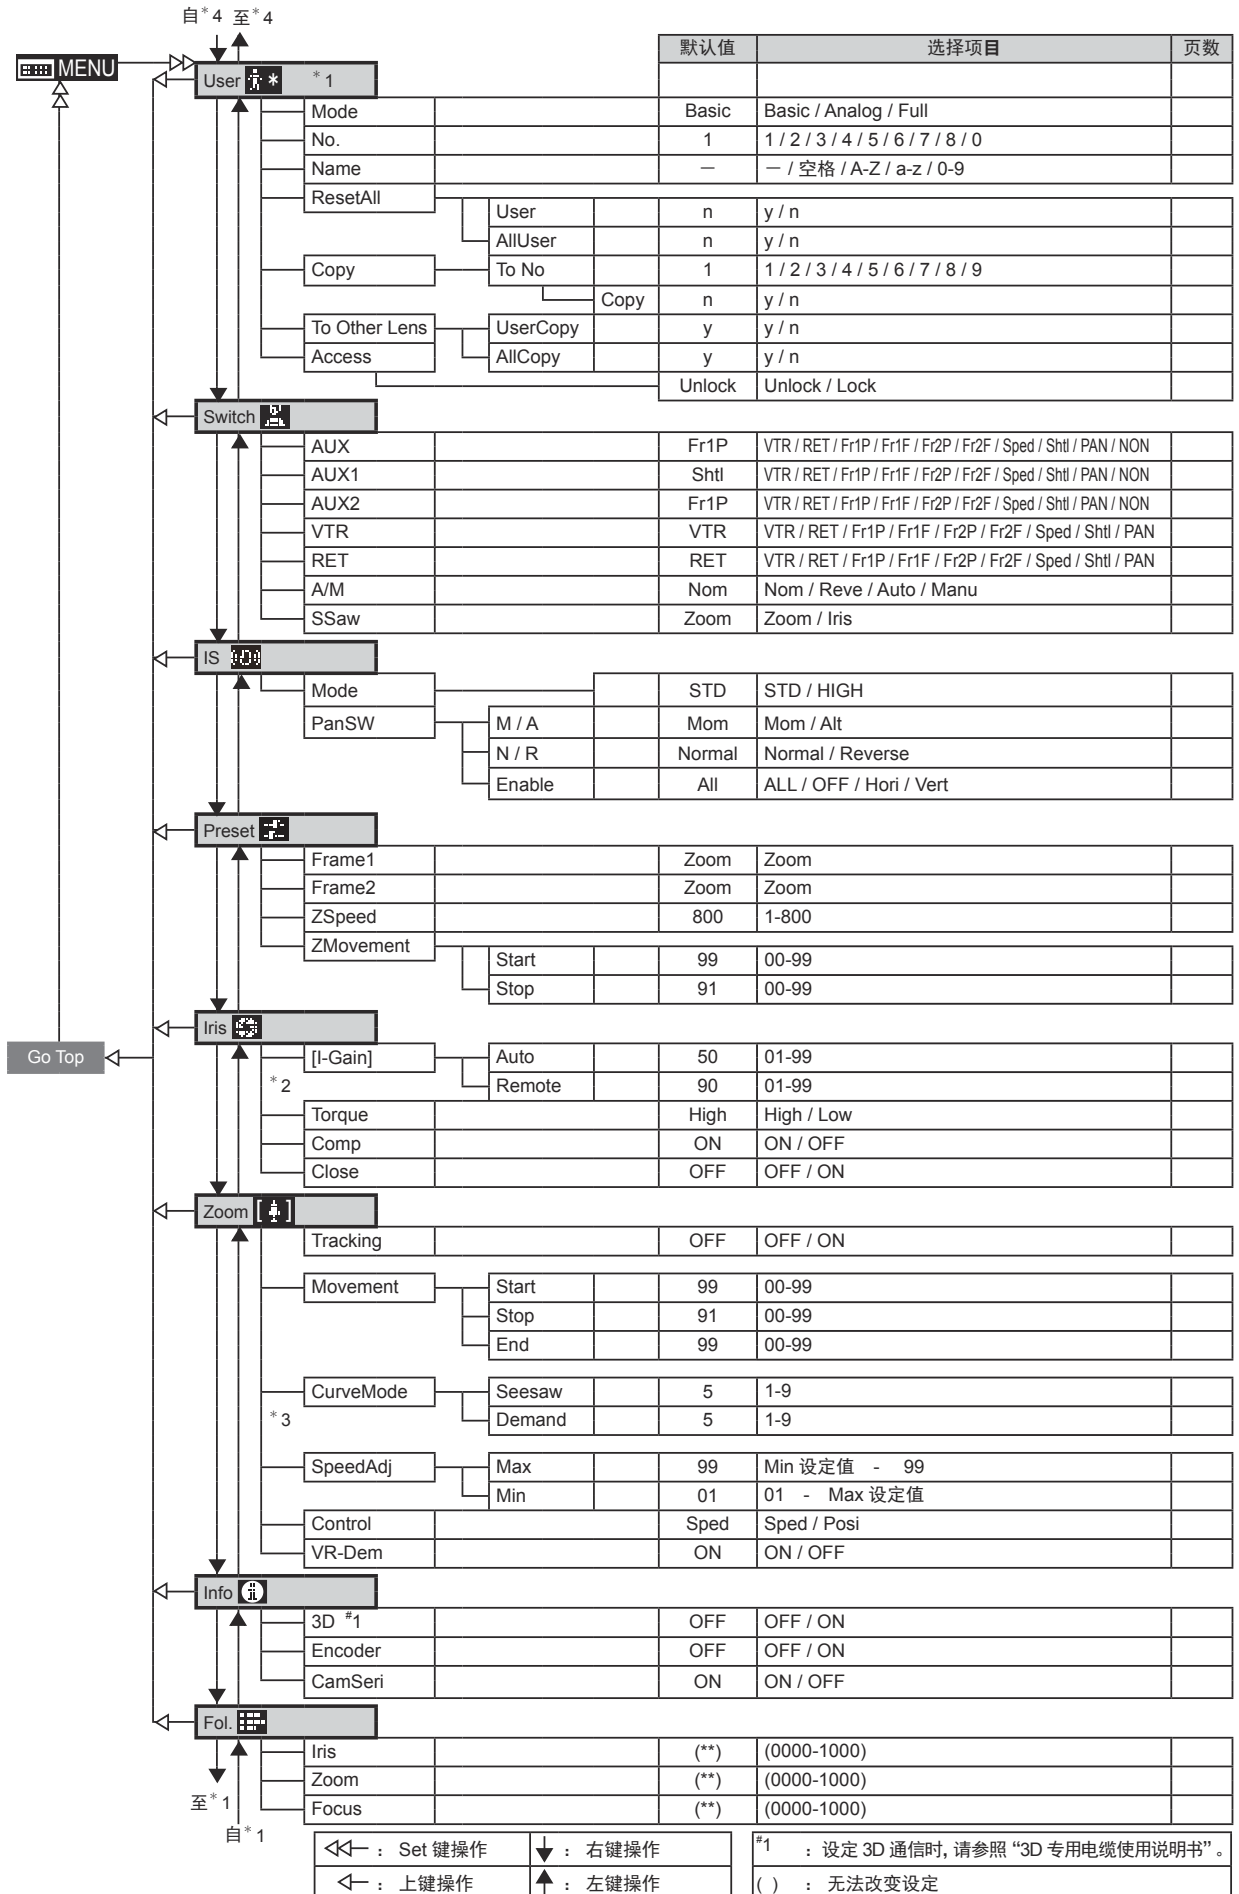 自*4 至*4
默认值 选择项目 页数
MENU
User *1
Mode Basic Basic / Analog / Full
No. 1 1 / 2 / 3 / 4 / 5 / 6 / 7 / 8 / 0
Name － － / 空格 / A-Z / a-z / 0-9
ResetAll
User n y / n
AllUser n y / n
Copy To No 1 1 / 2 / 3 / 4 / 5 / 6 / 7 / 8 / 9
Copy n y / n
To Other Lens UserCopy y y / n
Access AllCopy y y / n
Unlock Unlock / Lock
Switch
AUX Fr1P VTR / RET / Fr1P / Fr1F / Fr2P / Fr2F / Sped / Shtl / PAN / NON
AUX1 Shtl VTR / RET / Fr1P / Fr1F / Fr2P / Fr2F / Sped / Shtl / PAN / NON
AUX2 Fr1P VTR / RET / Fr1P / Fr1F / Fr2P / Fr2F / Sped / Shtl / PAN / NON
VTR VTR VTR / RET / Fr1P / Fr1F / Fr2P / Fr2F / Sped / Shtl / PAN
RET RET VTR / RET / Fr1P / Fr1F / Fr2P / Fr2F / Sped / Shtl / PAN
A/M Nom Nom / Reve / Auto / Manu
SSaw Zoom Zoom / Iris
IS
Mode STD STD / HIGH
PanSW M / A Mom Mom / Alt
N / R Normal Normal / Reverse
Enable All ALL / OFF / Hori / Vert
Preset
Frame1 Zoom Zoom
Frame2 Zoom Zoom
ZSpeed 800 1-800
ZMovement
Start 99 00-99
Stop 91 00-99
Iris
Go Top
[I-Gain] Auto 50 01-99
*2 Remote 90 01-99
Torque High High / Low
Comp ON ON / OFF
Close OFF OFF / ON
Zoom
Tracking OFF OFF / ON
Movement Start 99 00-99
Stop 91 00-99
End 99 00-99
CurveMode Seesaw 5 1-9
*3 Demand 5 1-9
SpeedAdj Max 99 Min 设定值 - 99
Min 01 01 - Max 设定值
Control Sped Sped / Posi
VR-Dem ON ON / OFF
Info
3D #1 OFF OFF / ON
Encoder OFF OFF / ON
CamSeri ON ON / OFF
Fol.
Iris (**) (0000-1000)
Zoom (**) (0000-1000)
Focus (**) (0000-1000)
至*1
自*1
： Set 键操作 ： 右键操作 #1 ：设定 3D 通信时, 请参照 “3D 专用电缆使用说明书” 。
： 上键操作 ： 左键操作 ( ) ： 无法改变设定